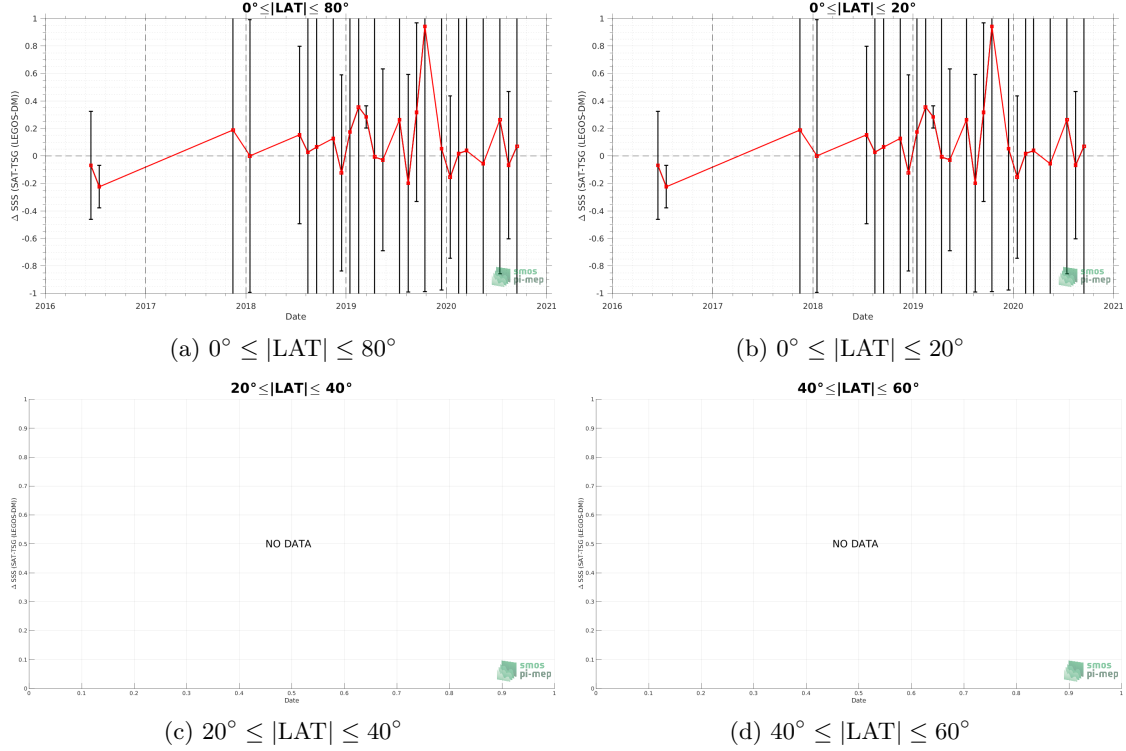 0°≤|LAT|≤ 80°
1
0.8
0.6
0.4
0.2
0
-0.2
-0.4
-0.6
-0.8
-1
Δ SSS (SAT-TSG (LEGOS-DM))
2016 2017 2018 2019 2020 2021
Date
smos
pi-mep
(a) 0° ≤ |LAT| ≤ 80°
0°≤|LAT|≤ 20°
1
0.8
0.6
0.4
0.2
0
-0.2
-0.4
-0.6
-0.8
-1
Δ SSS (SAT-TSG (LEGOS-DM))
2016 2017 2018 2019 2020 2021
Date
smos
pi-mep
(b) 0° ≤ |LAT| ≤ 20°
20°≤|LAT|≤ 40°
1
0.9
0.8
0.7
0.6
0.5
0.4
0.3
0.2
0.1
0
Δ SSS (SAT-TSG (LEGOS-DM))
NO DATA
0 0.1 0.2 0.3 0.4 0.5 0.6 0.7 0.8 0.9 1
Date
smos
pi-mep
(c) 20° ≤ |LAT| ≤ 40°
40°≤|LAT|≤ 60°
1
0.9
0.8
0.7
0.6
0.5
0.4
0.3
0.2
0.1
0
Δ SSS (SAT-TSG (LEGOS-DM))
NO DATA
0 0.1 0.2 0.3 0.4 0.5 0.6 0.7 0.8 0.9 1
Date
smos
pi-mep
(d) 40° ≤ |LAT| ≤ 60°